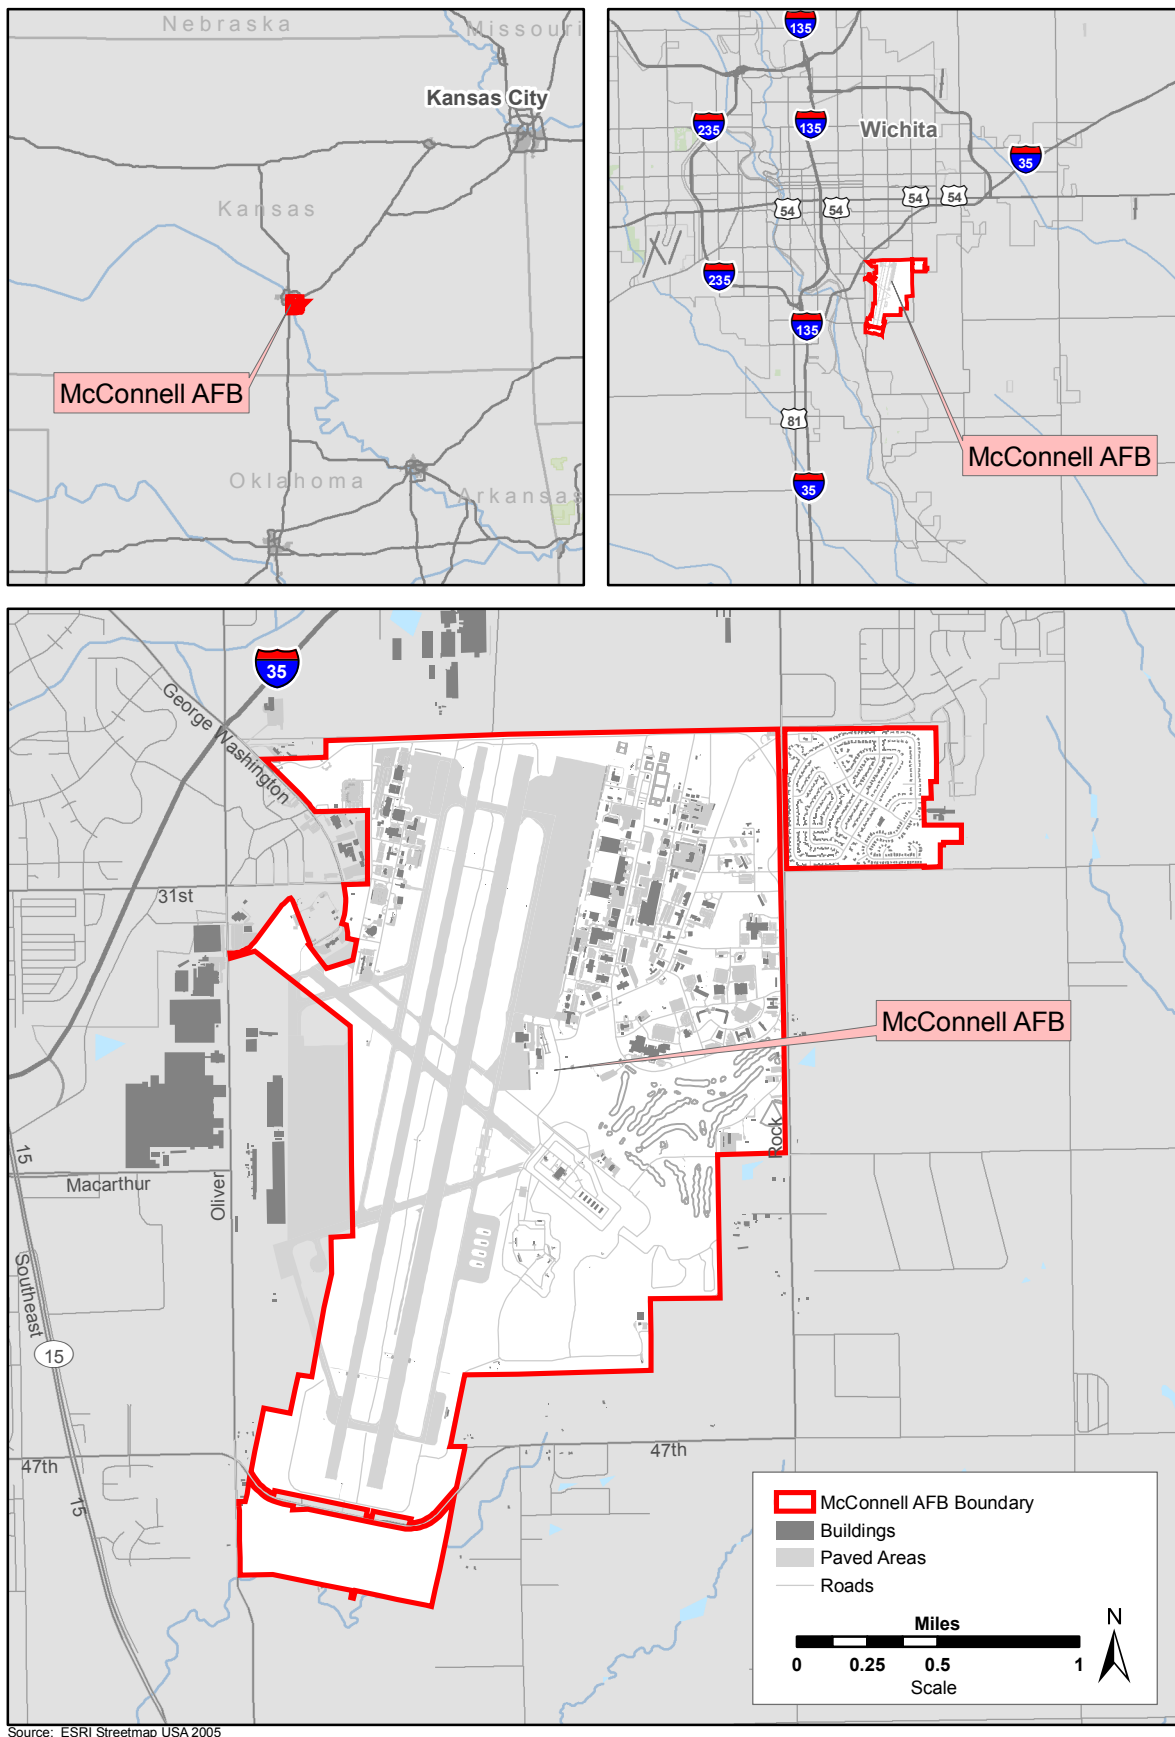 Nebraska
Missouri
Kansas City
Kansas
McConnell AFB
Oklahoma
Arkansas
135
235
135
Wichita
35
54
54
54
54
235
135
81
McConnell AFB
35
35
George Washington
31st
McConnell AFB
Rock
15
Macarthur
Oliver
Southeast
15
47th
47th
15
McConnell AFB Boundary
Buildings
Paved Areas
Roads
Miles
N
0
0.25
0.5
1
Scale
Source: ESRI Streetmap USA 2005